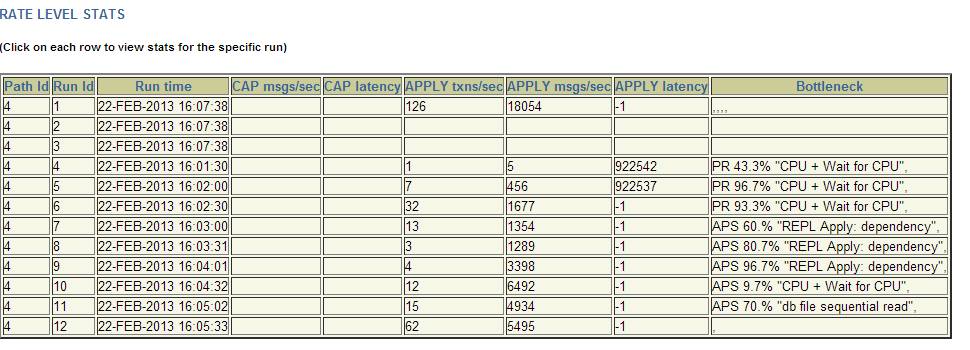 RATE LEVEL STATS
(Click on each row to view stats for the specific run)
Path Id Run Id Run time CAP msgs/sec CAP latency APPLY txns/sec APPLY msgs/sec APPLY latency Bottleneck
4 1 22-FEB-2013 16:07:38 126 18054 -1 ,,,,
4 2 22-FEB-2013 16:07:38
4 3 22-FEB-2013 16:07:38
4 4 22-FEB-2013 16:01:30 1 5 922542 PR 43.3% "CPU + Wait for CPU",
4 5 22-FEB-2013 16:02:00 7 456 922537 PR 96.7% "CPU + Wait for CPU",
4 6 22-FEB-2013 16:02:30 32 1677 -1 PR 93.3% "CPU + Wait for CPU",
4 7 22-FEB-2013 16:03:00 13 1354 -1 APS 60.% "REPL Apply: dependency",
4 8 22-FEB-2013 16:03:31 3 1289 -1 APS 80.7% "REPL Apply: dependency",
4 9 22-FEB-2013 16:04:01 4 3398 -1 APS 96.7% "REPL Apply: dependency",
4 10 22-FEB-2013 16:04:32 12 6492 -1 APS 9.7% "CPU + Wait for CPU",
4 11 22-FEB-2013 16:05:02 15 4934 -1 APS 70.% "db file sequential read",
4 12 22-FEB-2013 16:05:33 62 5495 -1 ,